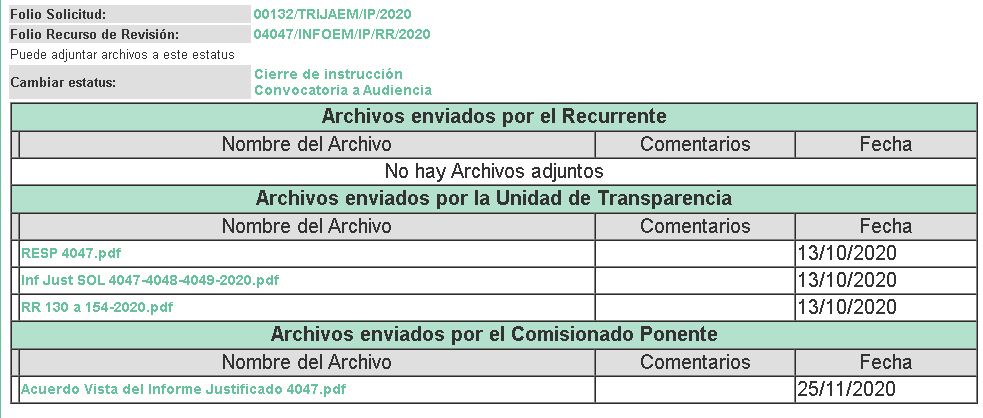 Folio Solicitud: 00132/TRIJAEM/IP/2020
Folio Recurso de Revisión: 04047/INFOEM/IP/RR/2020
Puede adjuntar archivos a este estatus
Cambiar estatus: Cierre de instrucción
Convocatoria a Audiencia
Archivos enviados por el Recurrente
Nombre del Archivo Comentarios Fecha
No hay Archivos adjuntos
Archivos enviados por la Unidad de Transparencia
Nombre del Archivo Comentarios Fecha
RESP 4047.pdf 13/10/2020
Inf Just SOL 4047-4048-4049-2020.pdf 13/10/2020
RR 130 a 154-2020.pdf 13/10/2020
Archivos enviados por el Comisionado Ponente
Nombre del Archivo Comentarios Fecha
Acuerdo Vista del Informe Justificado 4047.pdf 25/11/2020